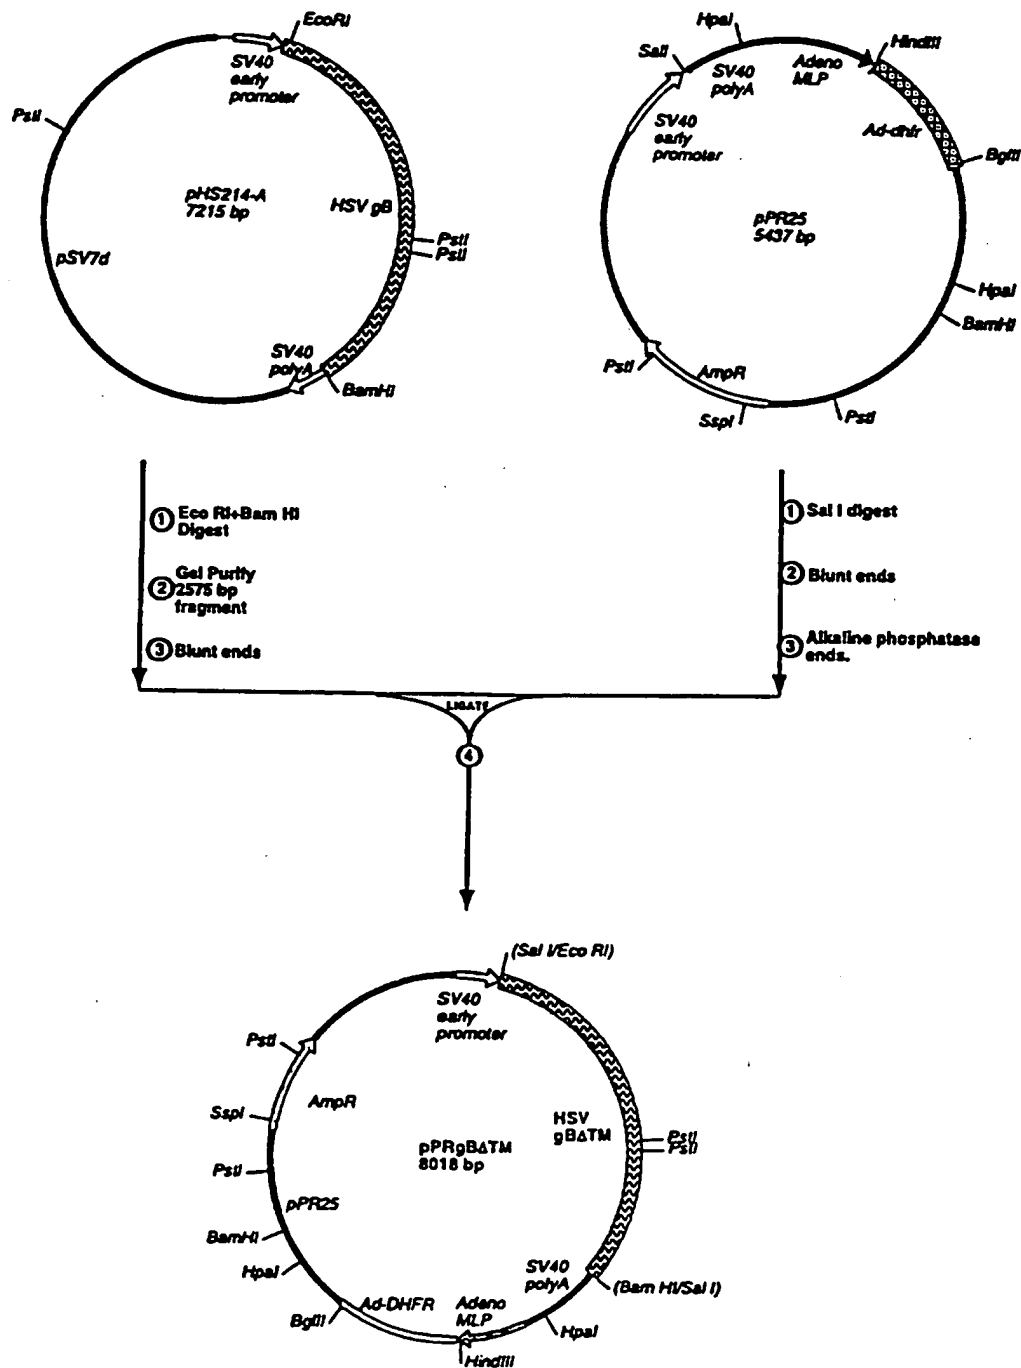 EcoRI
SV40
early
promoter
PstI
pHS214-A
7215 bp
HSV gB
PstI
PstI
pSV7d
SV40
polyA
BamHI
HpaI
SalI
HindIII
SV40
polyA
Adeno
MLP
SV40
early
promoter
Ad-dhfr
BglII
pPR25
5437 bp
HpaI
BamHI
PstI
AmpR
SspI
PstI
1 Eco RI+Bam HI
Digest
2 Gel Purify
2575 bp
fragment
3 Blunt ends
1 Sal I digest
2 Blunt ends
3 Alkaline phosphatase
ends.
LIGATE
4
(Sal I/Eco RI)
SV40
early
promoter
PstI
AmpR
SspI
HSV
gBΔTM
PstI
PstI
pPRgBΔTM
8018 bp
PstI
pPR25
BamHI
HpaI
SV40
polyA
(Bam HI/Sal I)
BglII
Ad-DHFR
Adeno
MLP
HpaI
HindIII